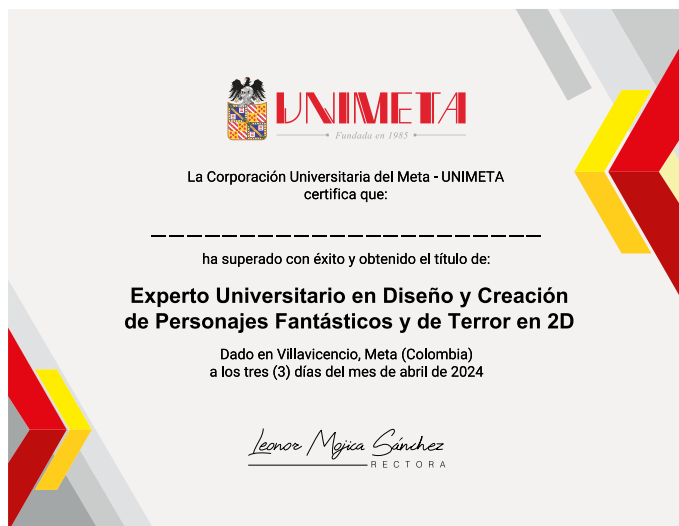 UNIMETA
Fundada en 1985
La Corporación Universitaria del Meta - UNIMETA
certifica que:
ha superado con éxito y obtenido el título de:
Experto Universitario en Diseño y Creación
de Personajes Fantásticos y de Terror en 2D
Dado en Villavicencio, Meta (Colombia)
a los tres (3) días del mes de abril de 2024
Leonor Mojica Sánchez
RECTORA